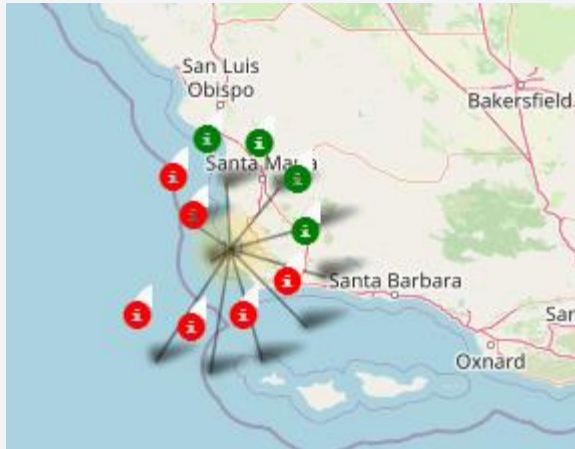 San Luis
Obispo
Bakersfield
Santa Maria
Santa Barbara
Oxnard